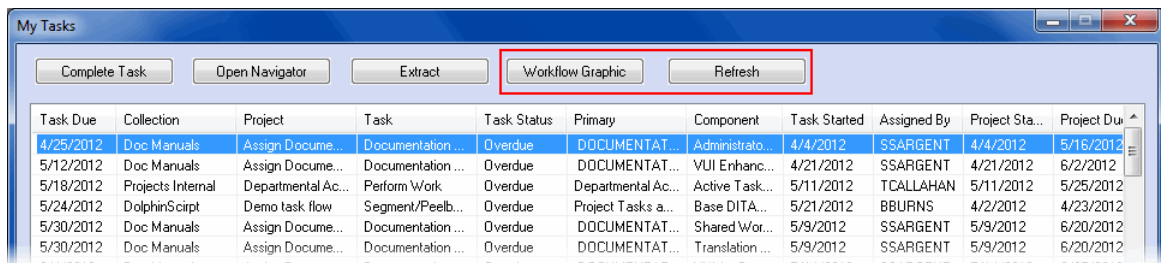 My Tasks
Complete Task Open Navigator Extract Workflow Graphic Refresh
Task Due Collection Project Task Task Status Primary Component Task Started Assigned By Project Sta... Project Du
4/25/2012 Doc Manuals Assign Docume... Documentation ... Overdue DOCUMENTAT... Administrato... 4/4/2012 SSARGENT 4/4/2012 5/16/2012
5/12/2012 Doc Manuals Assign Docume... Documentation ... Overdue DOCUMENTAT... VUI Enhanc... 4/21/2012 SSARGENT 4/21/2012 6/2/2012
5/18/2012 Projects Internal Departmental Ac... Perform Work Overdue Departmental Ac... Active Task... 5/11/2012 TCALLAHAN 5/11/2012 5/25/2012
5/24/2012 DolphinScirpt Demo task flow Segment/Peelb... Overdue Project Tasks a... Base DITA... 5/21/2012 BBURNS 4/2/2012 4/23/2012
5/30/2012 Doc Manuals Assign Docume... Documentation ... Overdue DOCUMENTAT... Shared Wor... 5/9/2012 SSARGENT 5/9/2012 6/20/2012
5/30/2012 Doc Manuals Assign Docume... Documentation ... Overdue DOCUMENTAT... Translation ... 5/9/2012 SSARGENT 5/9/2012 6/20/2012